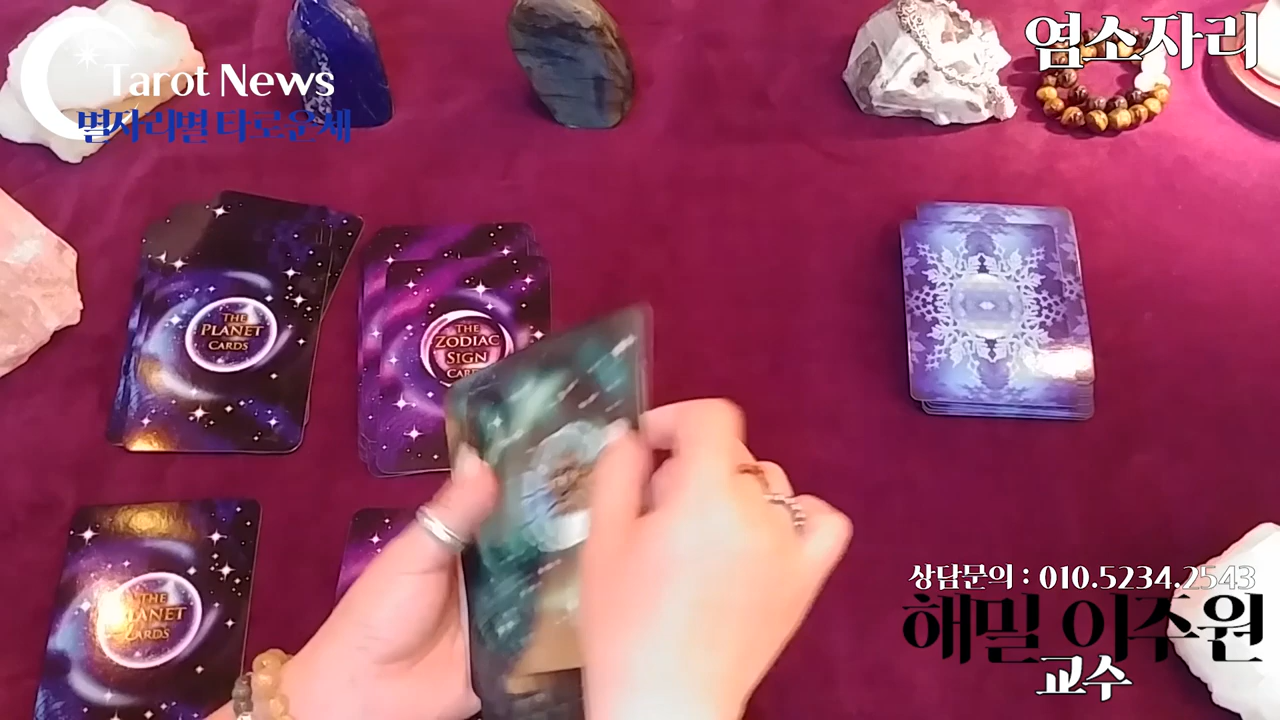 염소자리
Tarot News
별자리별 타로운세
THE
PLANET
CARDS
THE
ZODIAC
SIGN
THE
PLANET
CARDS
상담문의 : 010.5234.2543
해밀 이주원
교수